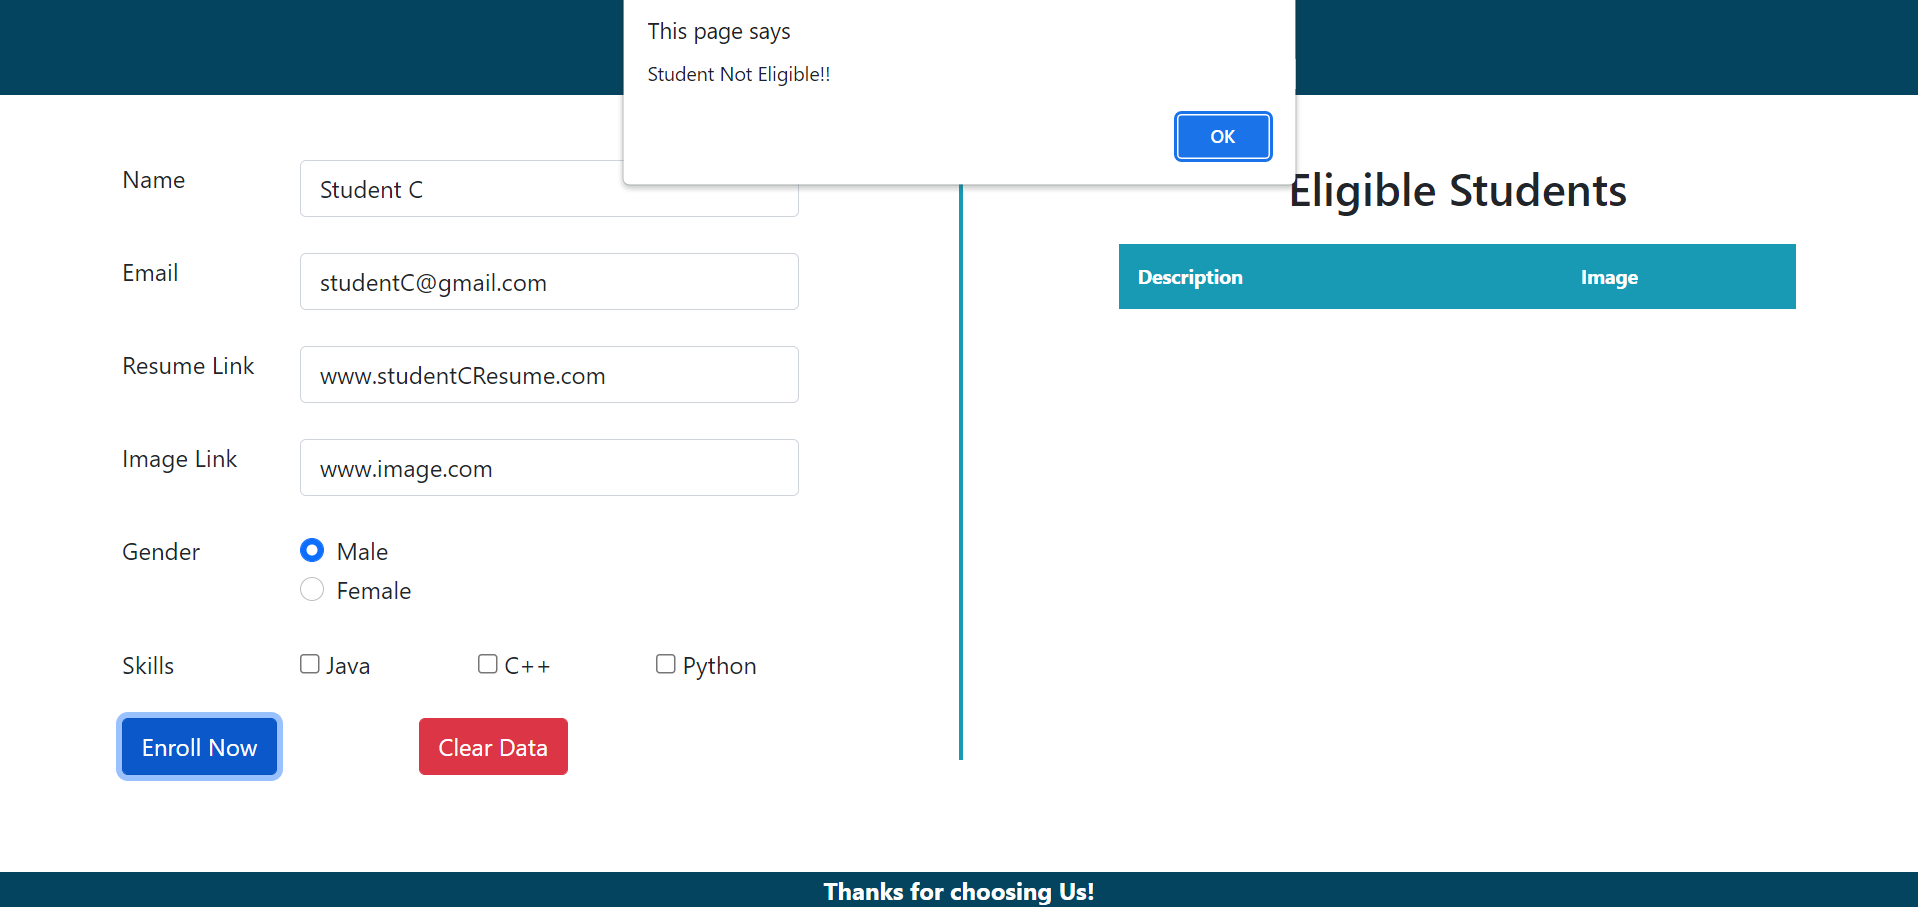 This page says
Student Not Eligible!!
OK
Name
Student C
Email
studentC@gmail.com
Resume Link
www.studentCResume.com
Image Link
www.image.com
Gender
Male
Female
Skills
Java
C++
Python
Enroll Now
Clear Data
Eligible Students
Description
Image
Thanks for choosing Us!